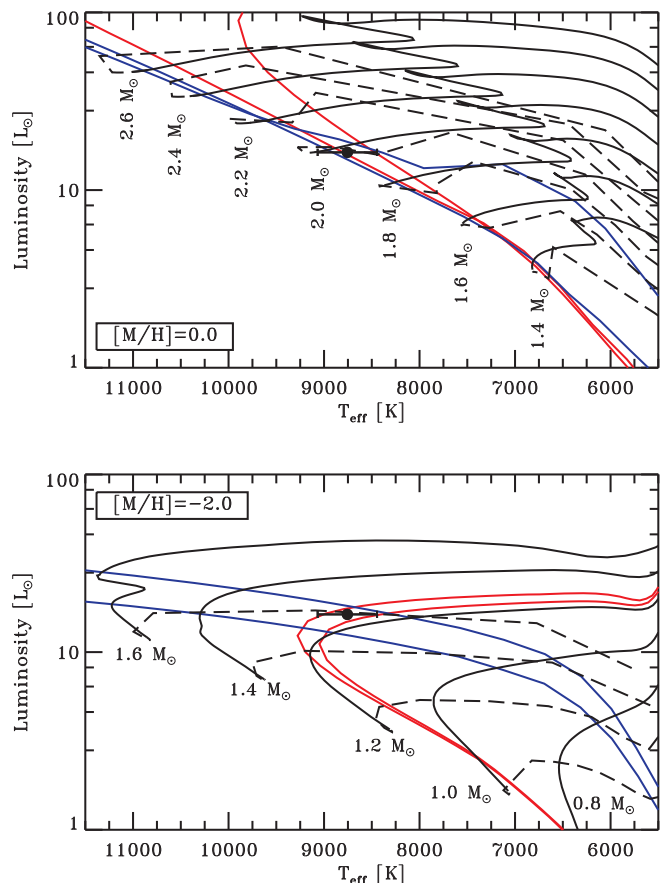 100
10
1
Luminosity [L☉]
2.6 M☉
2.4 M☉
2.2 M☉
2.0 M☉
1.8 M☉
1.6 M☉
1.4 M☉
[M/H]=0.0
11000 10000 9000 8000 7000 6000
Teff [K]
100
10
1
Luminosity [L☉]
[M/H]=−2.0
1.6 M☉
1.4 M☉
1.2 M☉
1.0 M☉
0.8 M☉
11000 10000 9000 8000 7000 6000
Teff [K]